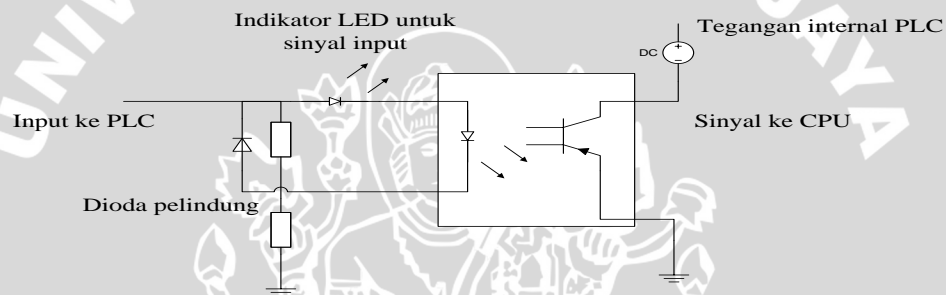 Indikator LED untuk
sinyal input
Tegangan internal PLC
DC
+
-
Input ke PLC
Sinyal ke CPU
Dioda pelindung